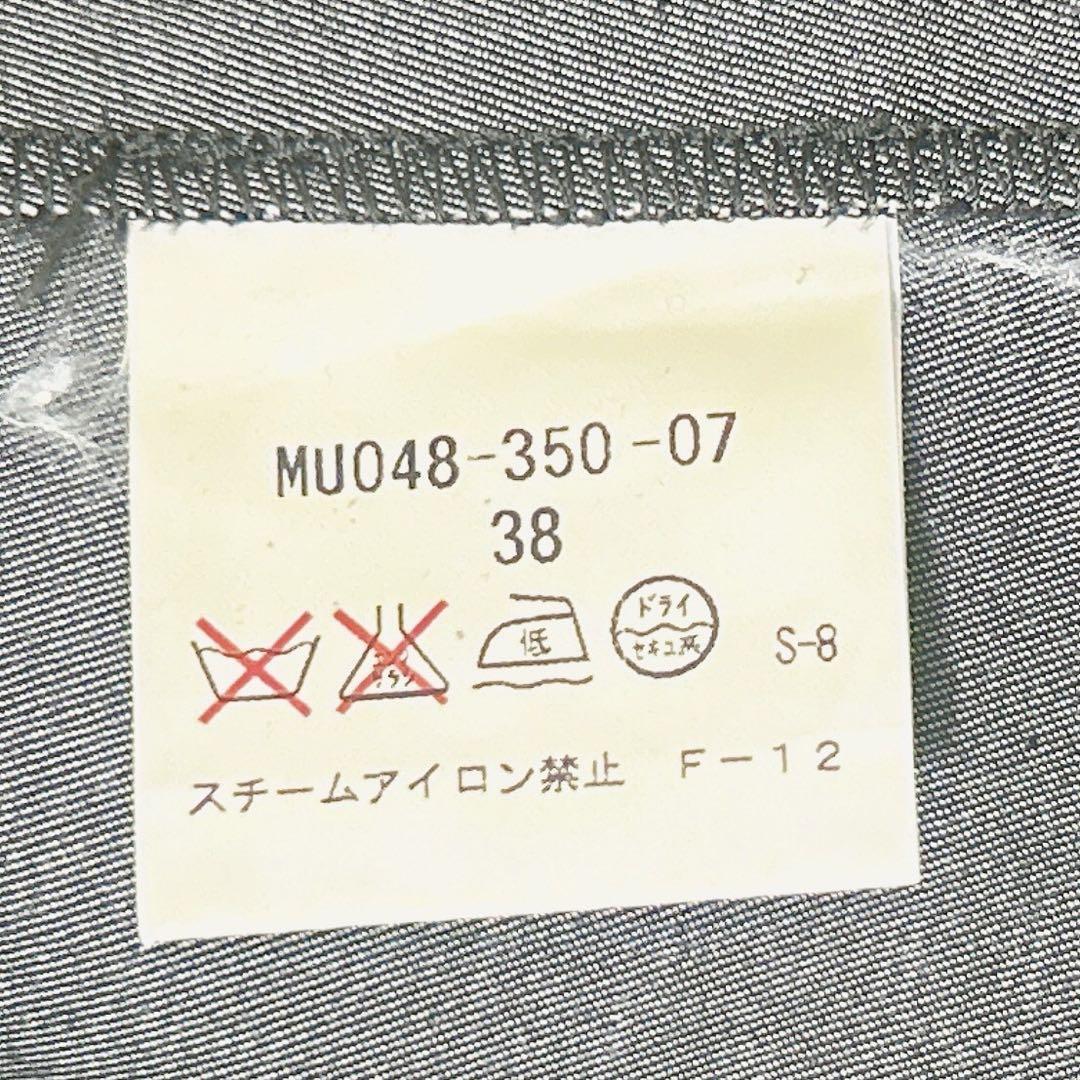 MU048-350-07
38
低
ドライ
セキユ系
S-8
スチームアイロン禁止 F-12